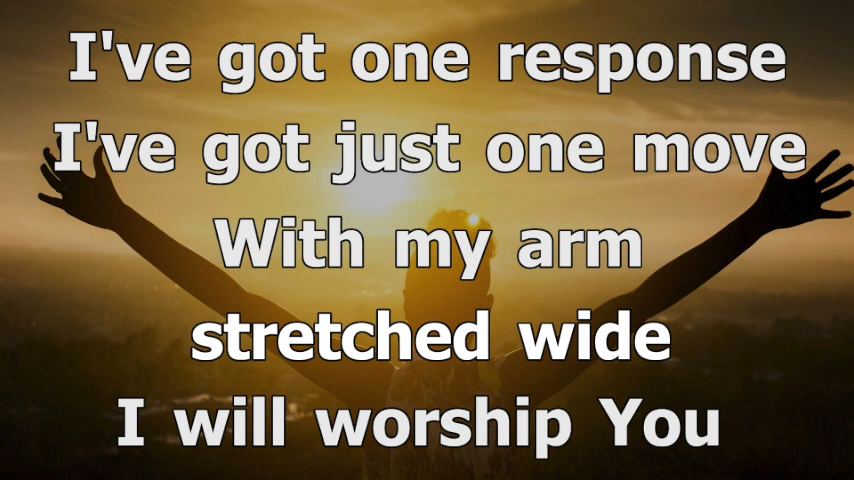 I've got one response
I've got just one move
With my arm
stretched wide
I will worship You